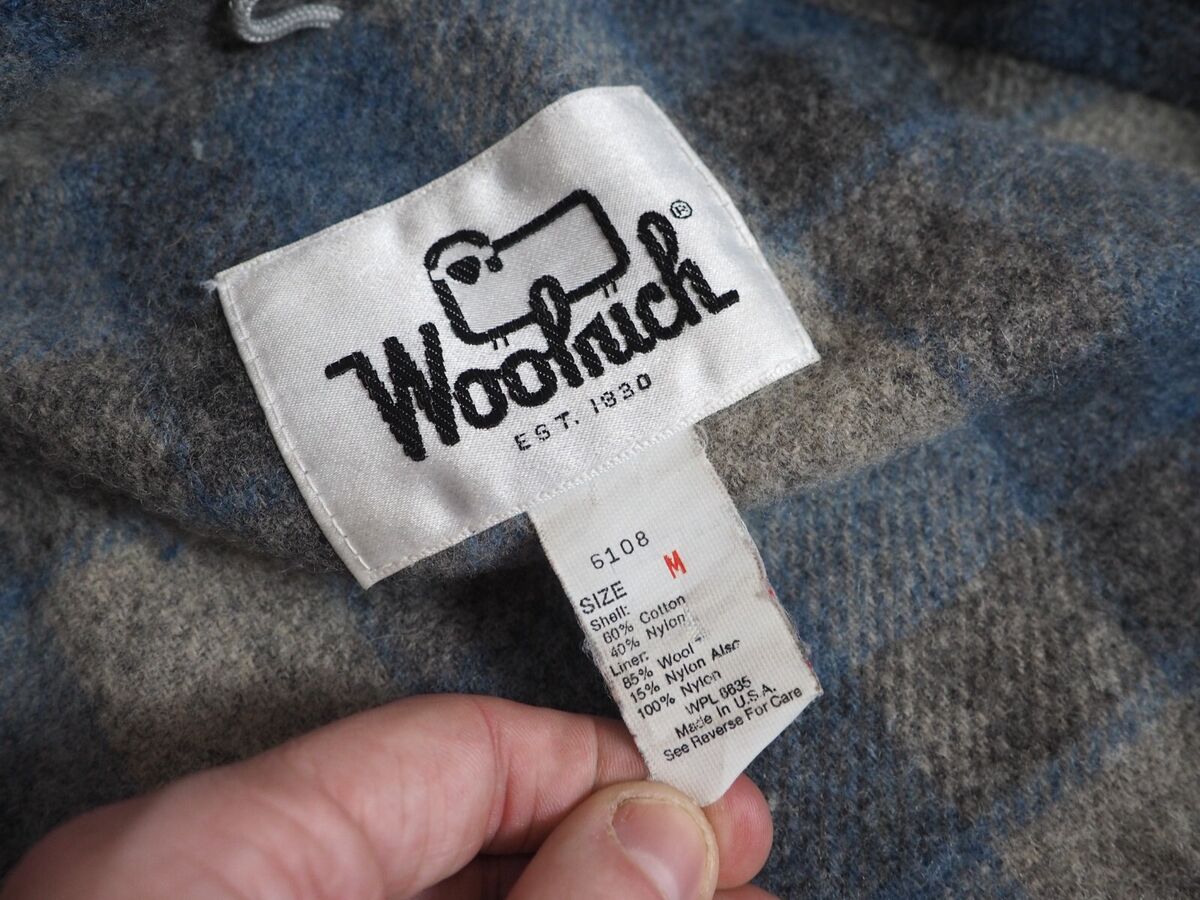 Woolrich®
EST. 1830
6108
SIZE M
Shell:
60% Cotton
40% Nylon
Liner:
85% Wool
15% Nylon Also
100% Nylon
WPL 6635
Made In U.S.A.
See Reverse For Care